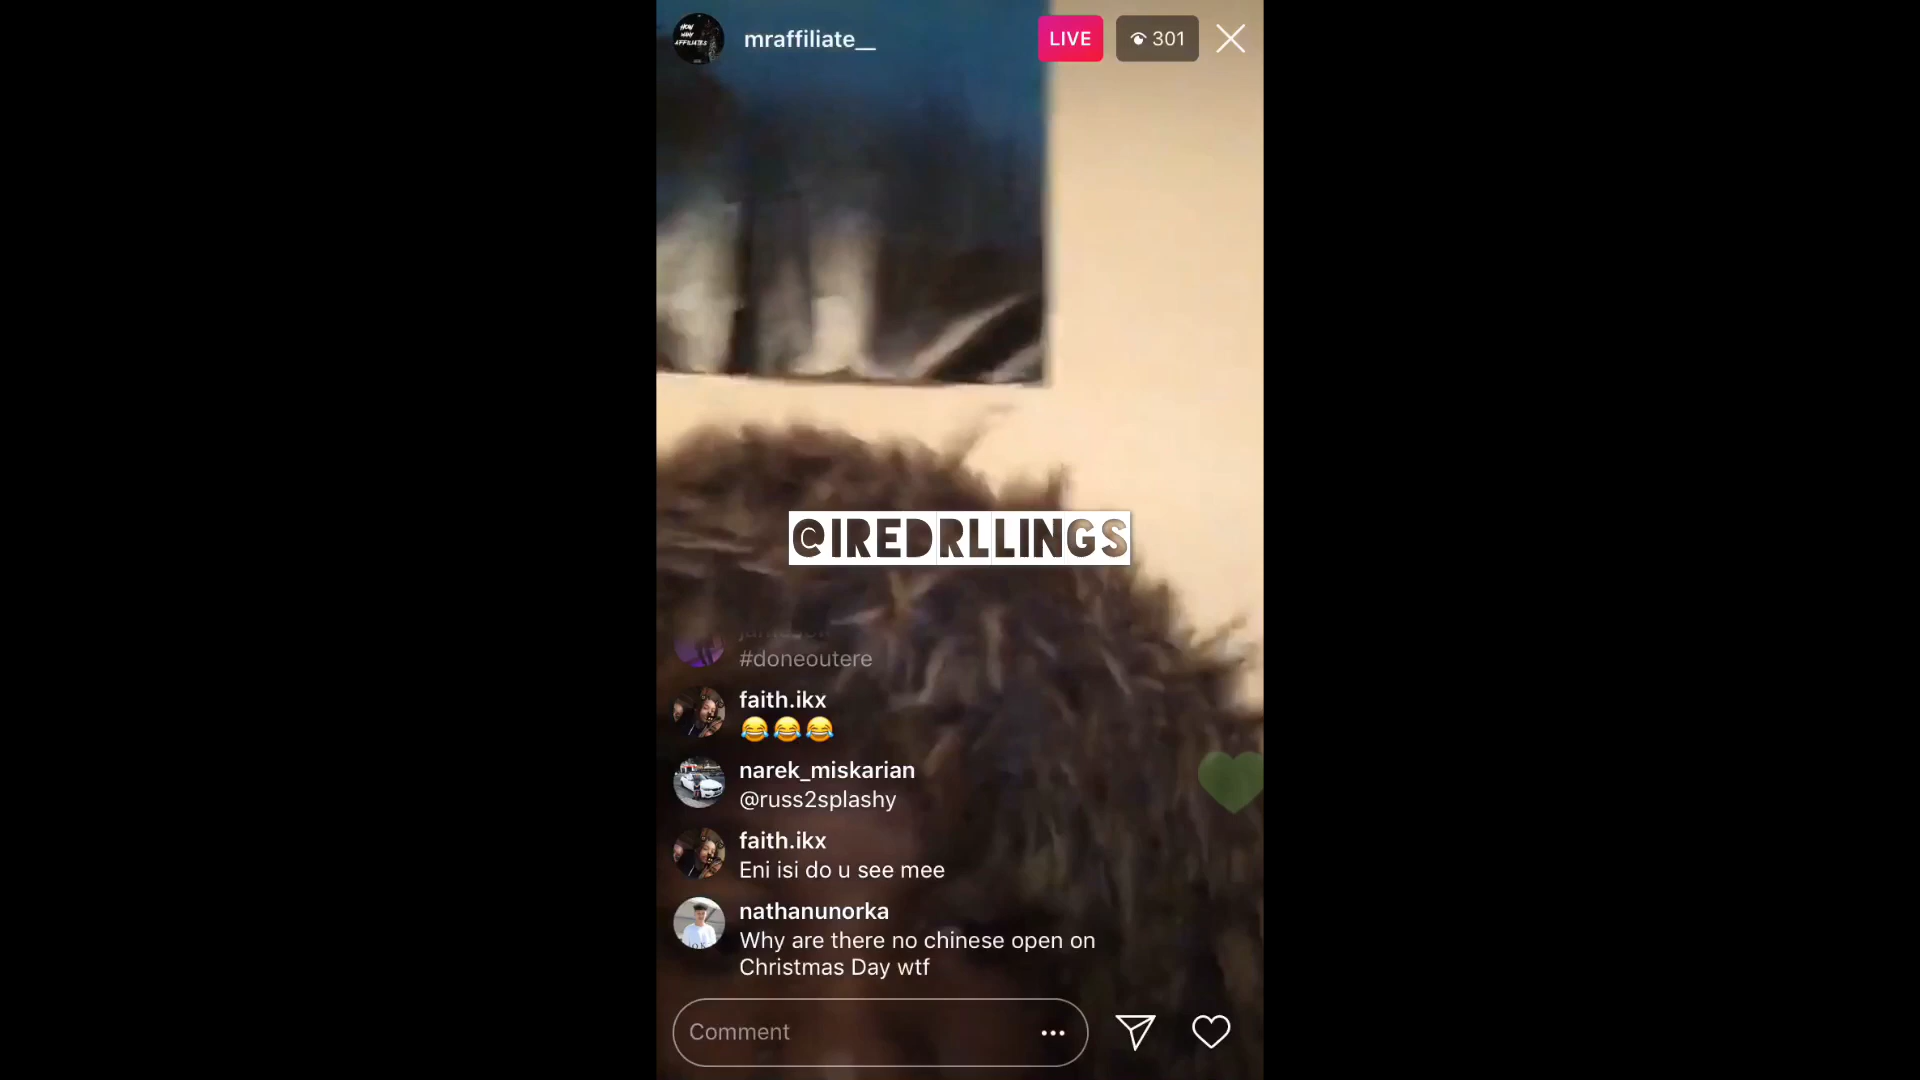 mraffiliate__
LIVE
301
@IREDRLLINGS
#doneoutere
faith.ikx
😂😂😂
narek_miskarian
@russ2splashy
faith.ikx
Eni isi do u see mee
nathanunorka
Why are there no chinese open on
Christmas Day wtf
Comment